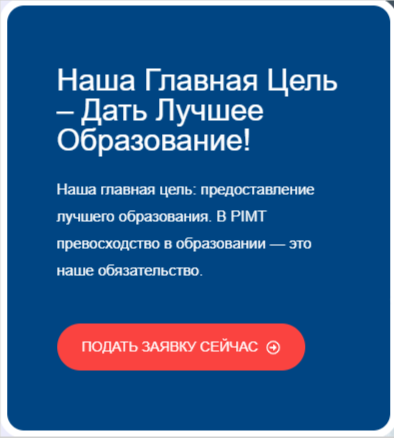 Наша Главная Цель
– Дать Лучшее
Образование!
Наша главная цель: предоставление
лучшего образования. В PIMT
превосходство в образовании — это
наше обязательство.
ПОДАТЬ ЗАЯВКУ СЕЙЧАС